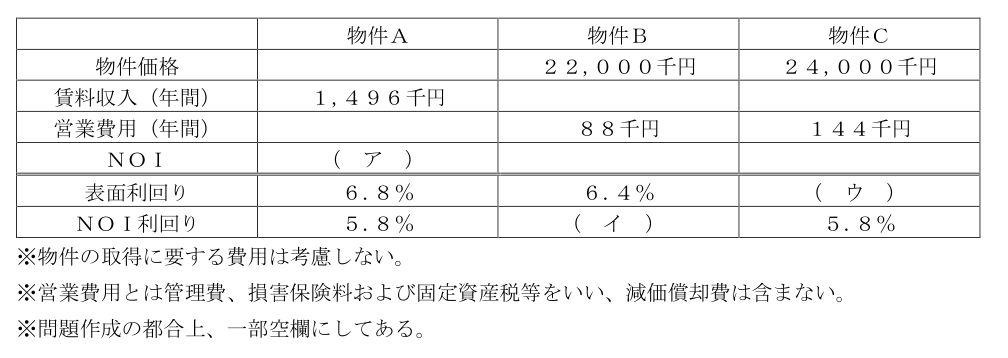 物件A 物件B 物件C
物件価格 22,000千円 24,000千円
賃料収入(年間) 1,496千円
営業費用(年間) 88千円 144千円
NOI (ア)
表面利回り 6.8% 6.4% (ウ)
NOI利回り 5.8% (イ) 5.8%
※物件の取得に要する費用は考慮しない。
※営業費用とは管理費、損害保険料および固定資産税等をいい、減価償却費は含まない。
※問題作成の都合上、一部空欄にしてある。